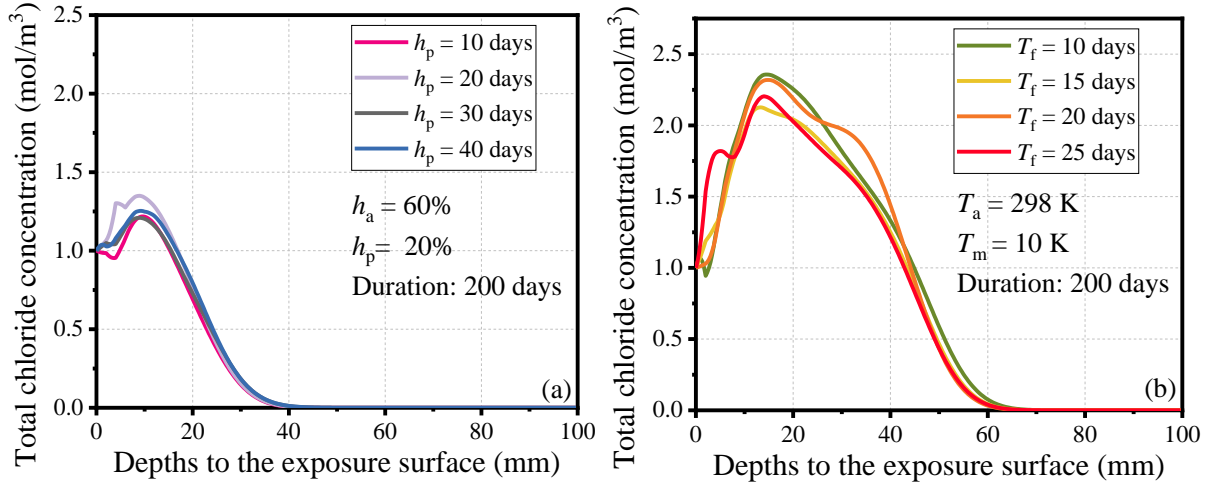 Total chloride concentration (mol/m³)
2.5
2.0
1.5
1.0
0.5
0.0
hp = 10 days
hp = 20 days
hp = 30 days
hp = 40 days
ha = 60%
hp= 20%
Duration: 200 days
(a)
0 20 40 60 80 100
Depths to the exposure surface (mm)
Total chloride concentration (mol/m³)
2.5
2.0
1.5
1.0
0.5
0.0
Tf = 10 days
Tf = 15 days
Tf = 20 days
Tf = 25 days
Ta = 298 K
Tm = 10 K
Duration: 200 days
(b)
0 20 40 60 80 100
Depths to the exposure surface (mm)